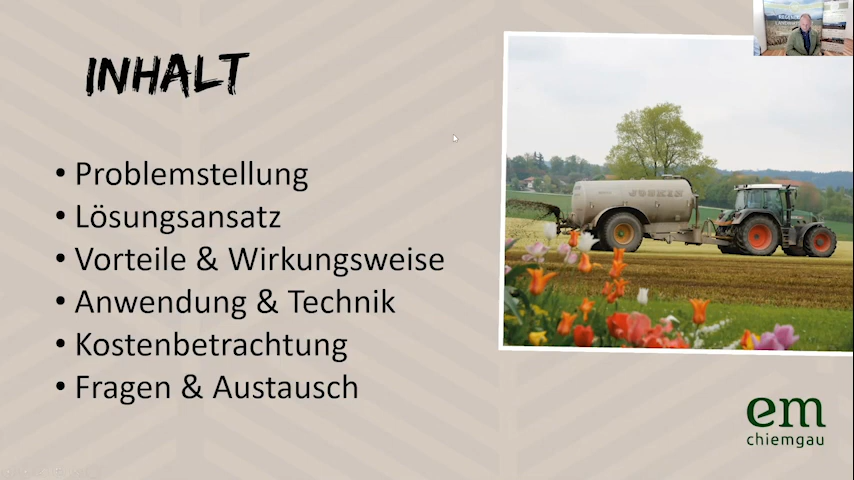 INHALT
• Problemstellung
• Lösungsansatz
• Vorteile & Wirkungsweise
• Anwendung & Technik
• Kostenbetrachtung
• Fragen & Austausch
em
chiemgau